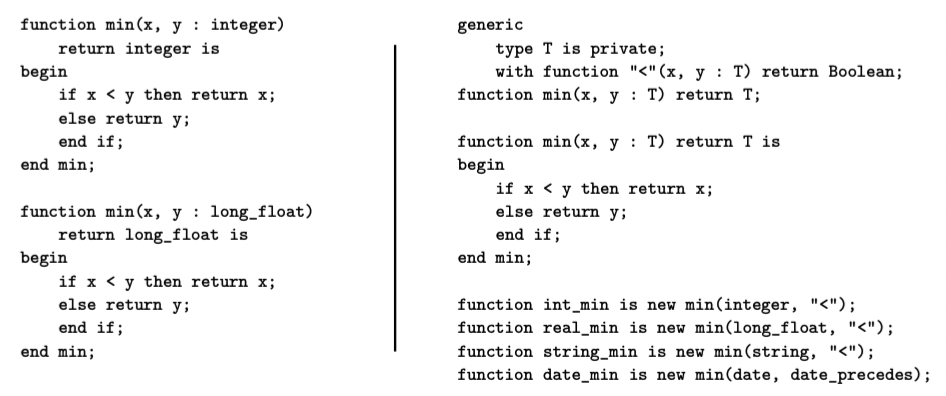 function min(x, y : integer)
    return integer is
begin
    if x < y then return x;
    else return y;
    end if;
end min;

function min(x, y : long_float)
    return long_float is
begin
    if x < y then return x;
    else return y;
    end if;
end min;

generic
    type T is private;
    with function "<"(x, y : T) return Boolean;
function min(x, y : T) return T;

function min(x, y : T) return T is
begin
    if x < y then return x;
    else return y;
    end if;
end min;

function int_min is new min(integer, "<");
function real_min is new min(long_float, "<");
function string_min is new min(string, "<");
function date_min is new min(date, date_precedes);